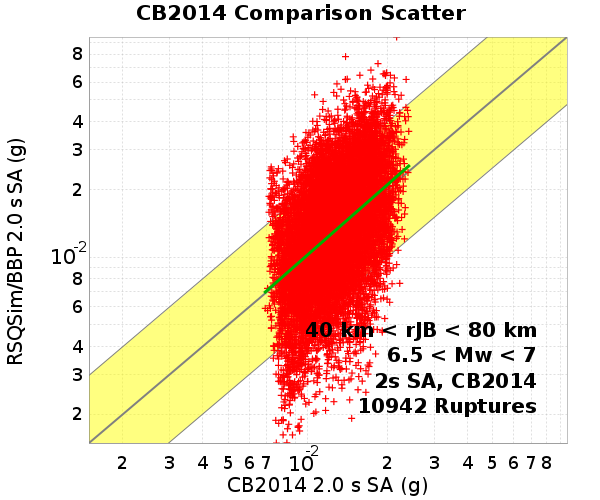 CB2014 Comparison Scatter
8
6
4
3
2
10-2
8
6
4
3
2
RSQSim/BBP 2.0 s SA (g)
40 km < rJB < 80 km
6.5 < Mw < 7
2s SA, CB2014
10942 Ruptures
2 3 4 5 6 7 10-2 2 3 4 5 6 7 8
CB2014 2.0 s SA (g)